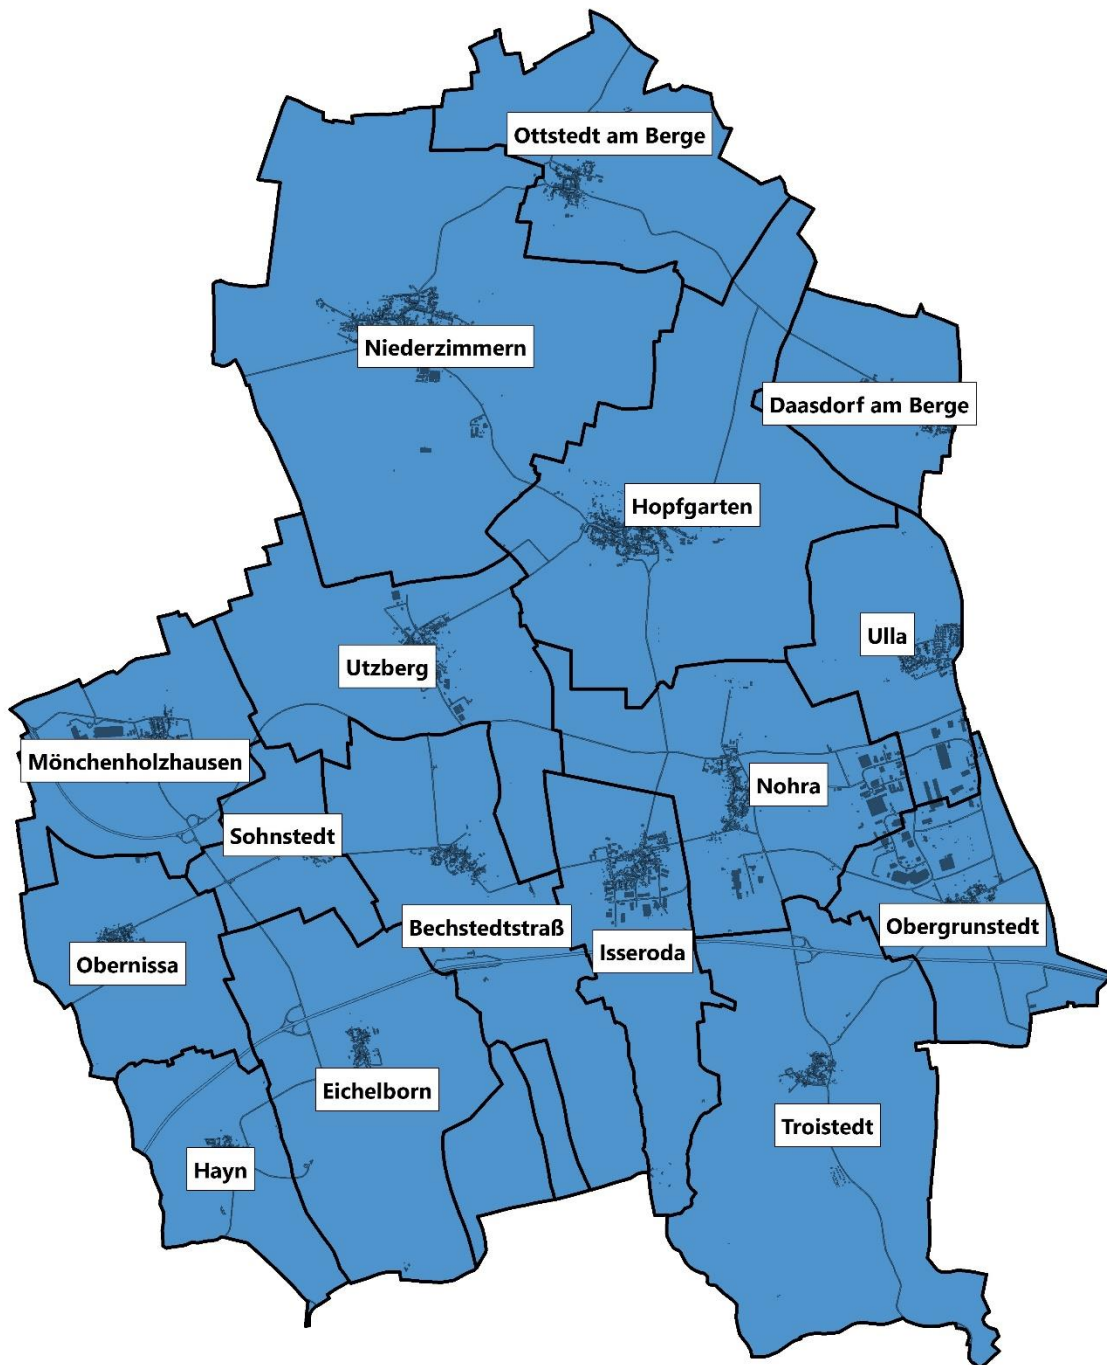 Ottstedt am Berge
Niederzimmern
Daasdorf am Berge
Hopfgarten
Ulla
Utzberg
Mönchenholzhausen
Nohra
Sohnstedt
Bechstedtstraß
Obergrunstedt
Isseroda
Obernissa
Eichelborn
Troistedt
Hayn